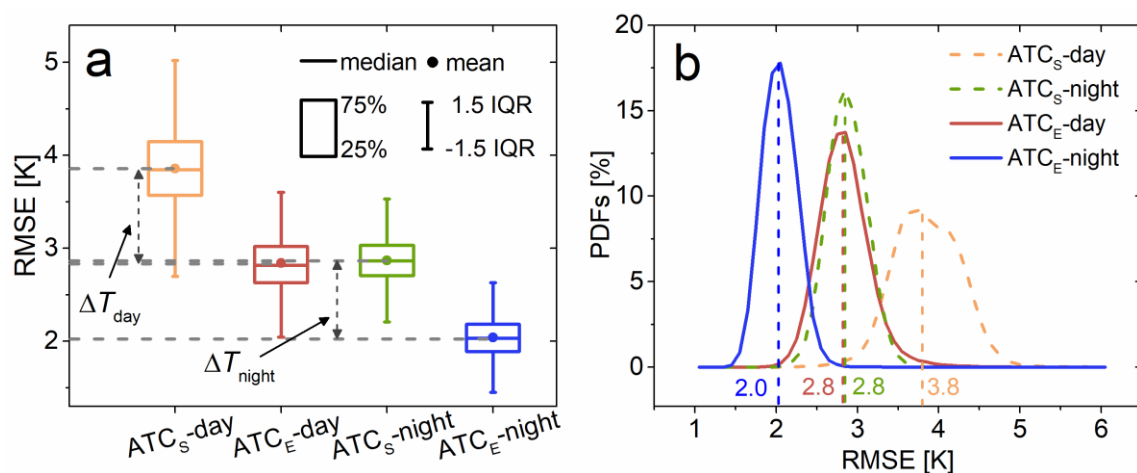 a
median
mean
75%
25%
1.5 IQR
-1.5 IQR
RMSE [K]
5
4
3
2
ΔT_day
ΔT_night
ATC_S-day
ATC_E-day
ATC_S-night
ATC_E-night
b
PDFs [%]
20
15
10
5
0
ATC_S-day
ATC_S-night
ATC_E-day
ATC_E-night
2.0
2.8
2.8
3.8
1
2
3
4
5
6
RMSE [K]